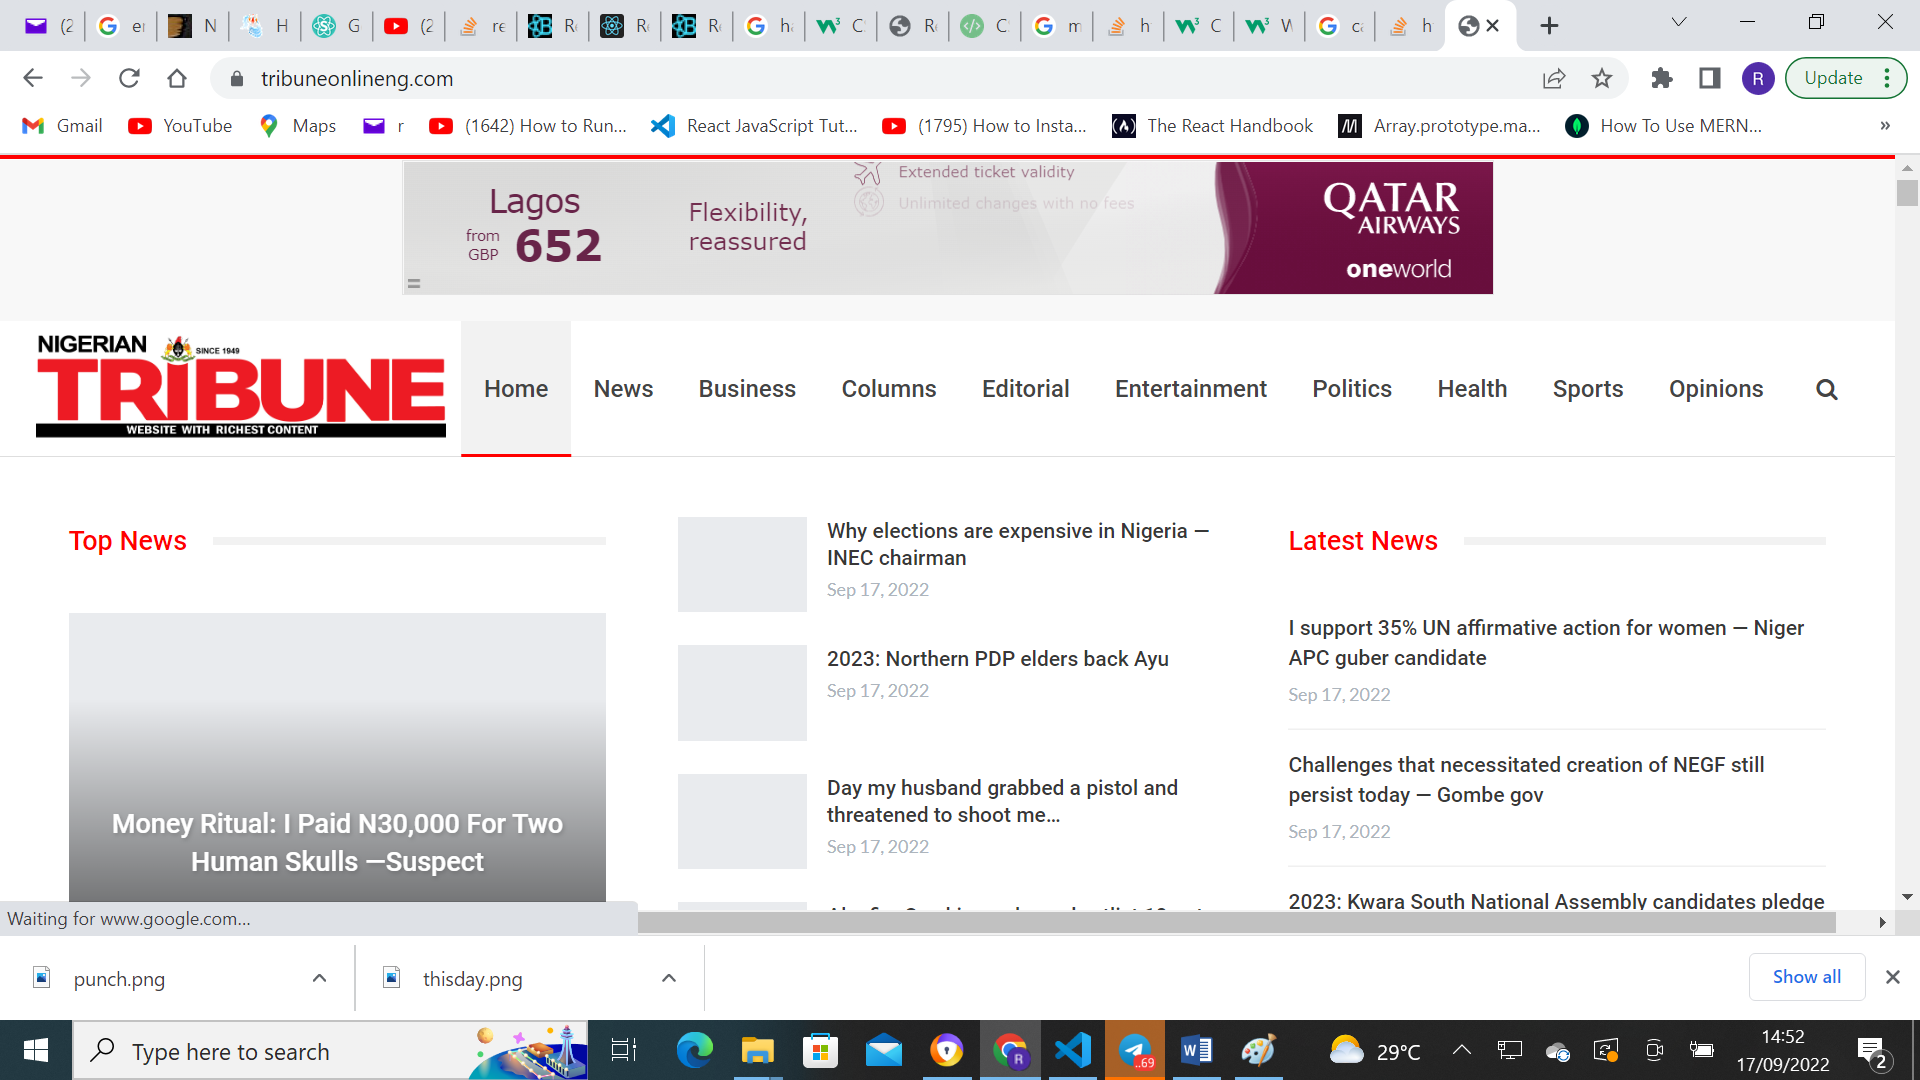 (2
er
N
H
G
(2
re
Re
Re
Re
ha
C
Re
C
m
h
C
W
ca
h
tribuneonlineng.com
R
Update
Gmail
YouTube
Maps
r
(1642) How to Run...
React JavaScript Tut...
(1795) How to Insta...
The React Handbook
Array.prototype.ma...
How To Use MERN...
»
Lagos
from
GBP
652
Flexibility,
reassured
Extended ticket validity
Unlimited changes with no fees
QATAR
AIRWAYS
oneworld
NIGERIAN
SINCE 1949
TRIBUNE
WEBSITE WITH RICHEST CONTENT
Home
News
Business
Columns
Editorial
Entertainment
Politics
Health
Sports
Opinions
Top News
Money Ritual: I Paid N30,000 For Two
Human Skulls —Suspect
Why elections are expensive in Nigeria —
INEC chairman
Sep 17, 2022
2023: Northern PDP elders back Ayu
Sep 17, 2022
Day my husband grabbed a pistol and
threatened to shoot me...
Sep 17, 2022
Latest News
I support 35% UN affirmative action for women — Niger
APC guber candidate
Sep 17, 2022
Challenges that necessitated creation of NEGF still
persist today — Gombe gov
Sep 17, 2022
2023: Kwara South National Assembly candidates pledge
Waiting for www.google.com...
punch.png
thisday.png
Show all
Type here to search
R
..69
29°C
14:52
17/09/2022
2